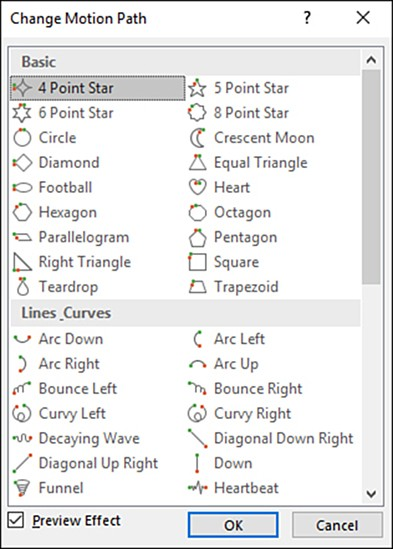 Change Motion Path ?
Basic
4 Point Star 5 Point Star
6 Point Star 8 Point Star
Circle Crescent Moon
Diamond Equal Triangle
Football Heart
Hexagon Octagon
Parallelogram Pentagon
Right Triangle Square
Teardrop Trapezoid
Lines_Curves
Arc Down Arc Left
Arc Right Arc Up
Bounce Left Bounce Right
Curvy Left Curvy Right
Decaying Wave Diagonal Down Right
Diagonal Up Right Down
Funnel Heartbeat
Preview Effect OK Cancel